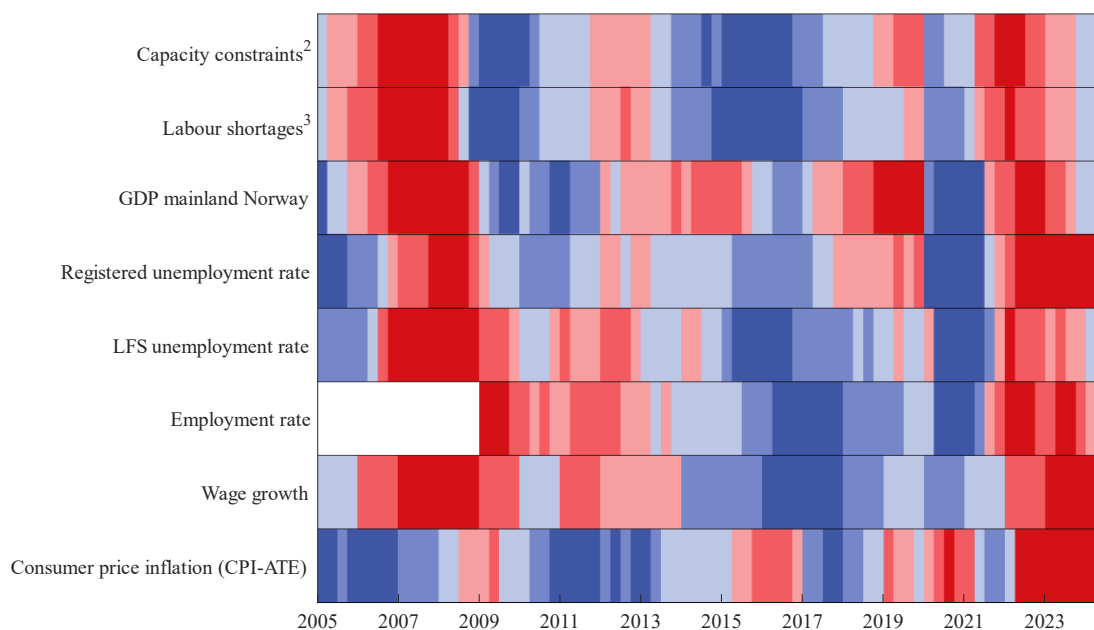 Capacity constraints2
Labour shortages3
GDP mainland Norway
Registered unemployment rate
LFS unemployment rate
Employment rate
Wage growth
Consumer price inflation (CPI-ATE)
2005 2007 2009 2011 2013 2015 2017 2019 2021 2023